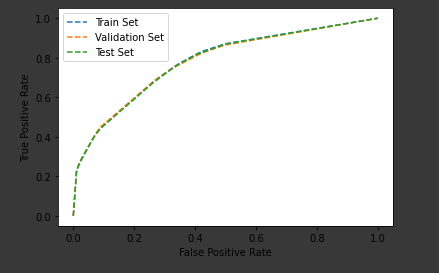 1.0
0.8
0.6
0.4
0.2
0.0
True Positive Rate
Train Set
Validation Set
Test Set
0.0 0.2 0.4 0.6 0.8 1.0
False Positive Rate